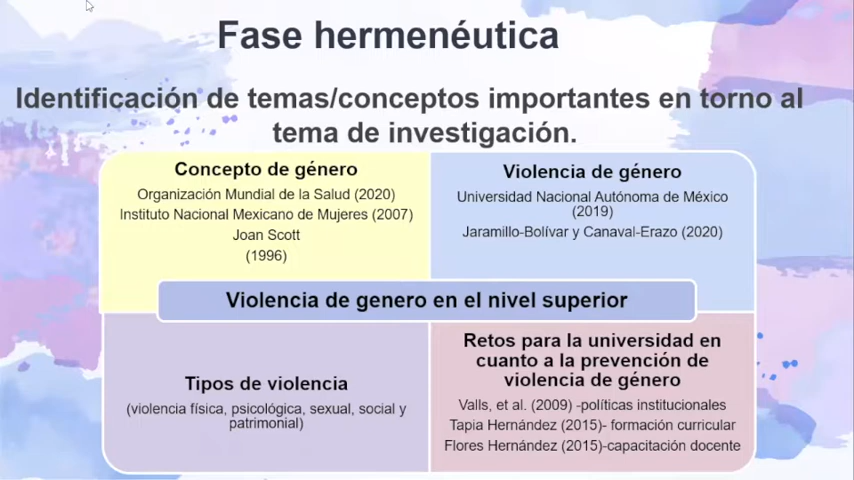 Fase hermenéutica
Identificación de temas/conceptos importantes en torno al
tema de investigación.
Concepto de género
Organización Mundial de la Salud (2020)
Instituto Nacional Mexicano de Mujeres (2007)
Joan Scott
(1996)
Violencia de género
Universidad Nacional Autónoma de México
(2019)
Jaramillo-Bolívar y Canaval-Erazo (2020)
Violencia de genero en el nivel superior
Tipos de violencia
(violencia física, psicológica, sexual, social y
patrimonial)
Retos para la universidad en
cuanto a la prevención de
violencia de género
Valls, et al. (2009) -políticas institucionales
Tapia Hernández (2015)- formación curricular
Flores Hernández (2015)-capacitación docente